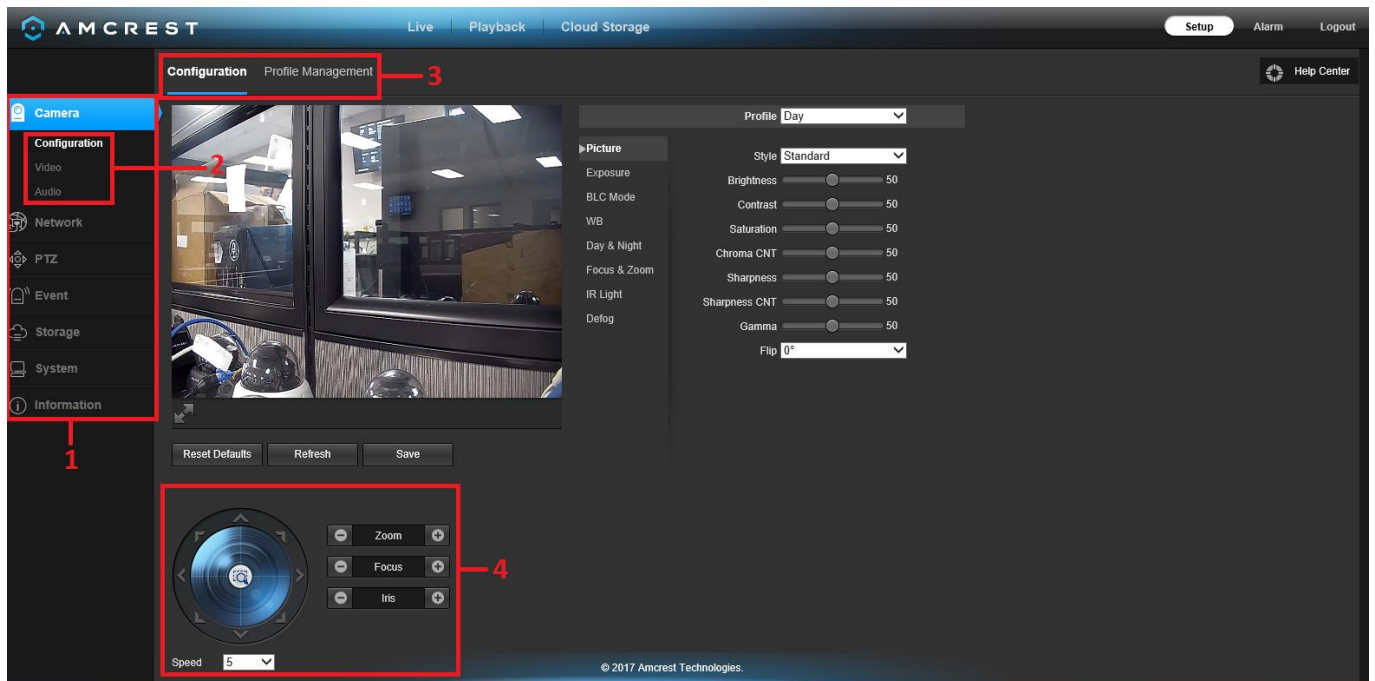 AMCREST
Live Playback Cloud Storage
Setup Alarm Logout
Configuration Profile Management
3
Help Center
Camera
Configuration
Video
Audio
2
Network
PTZ
Event
Storage
System
Information
1
Profile Day
Picture
Exposure
BLC Mode
WB
Day & Night
Focus & Zoom
IR Light
Defog
Style Standard
Brightness 50
Contrast 50
Saturation 50
Chroma CNT 50
Sharpness 50
Sharpness CNT 50
Gamma 50
Flip 0°
Reset Defaults Refresh Save
Zoom
Focus
Iris
4
Speed 5
© 2017 Amcrest Technologies.